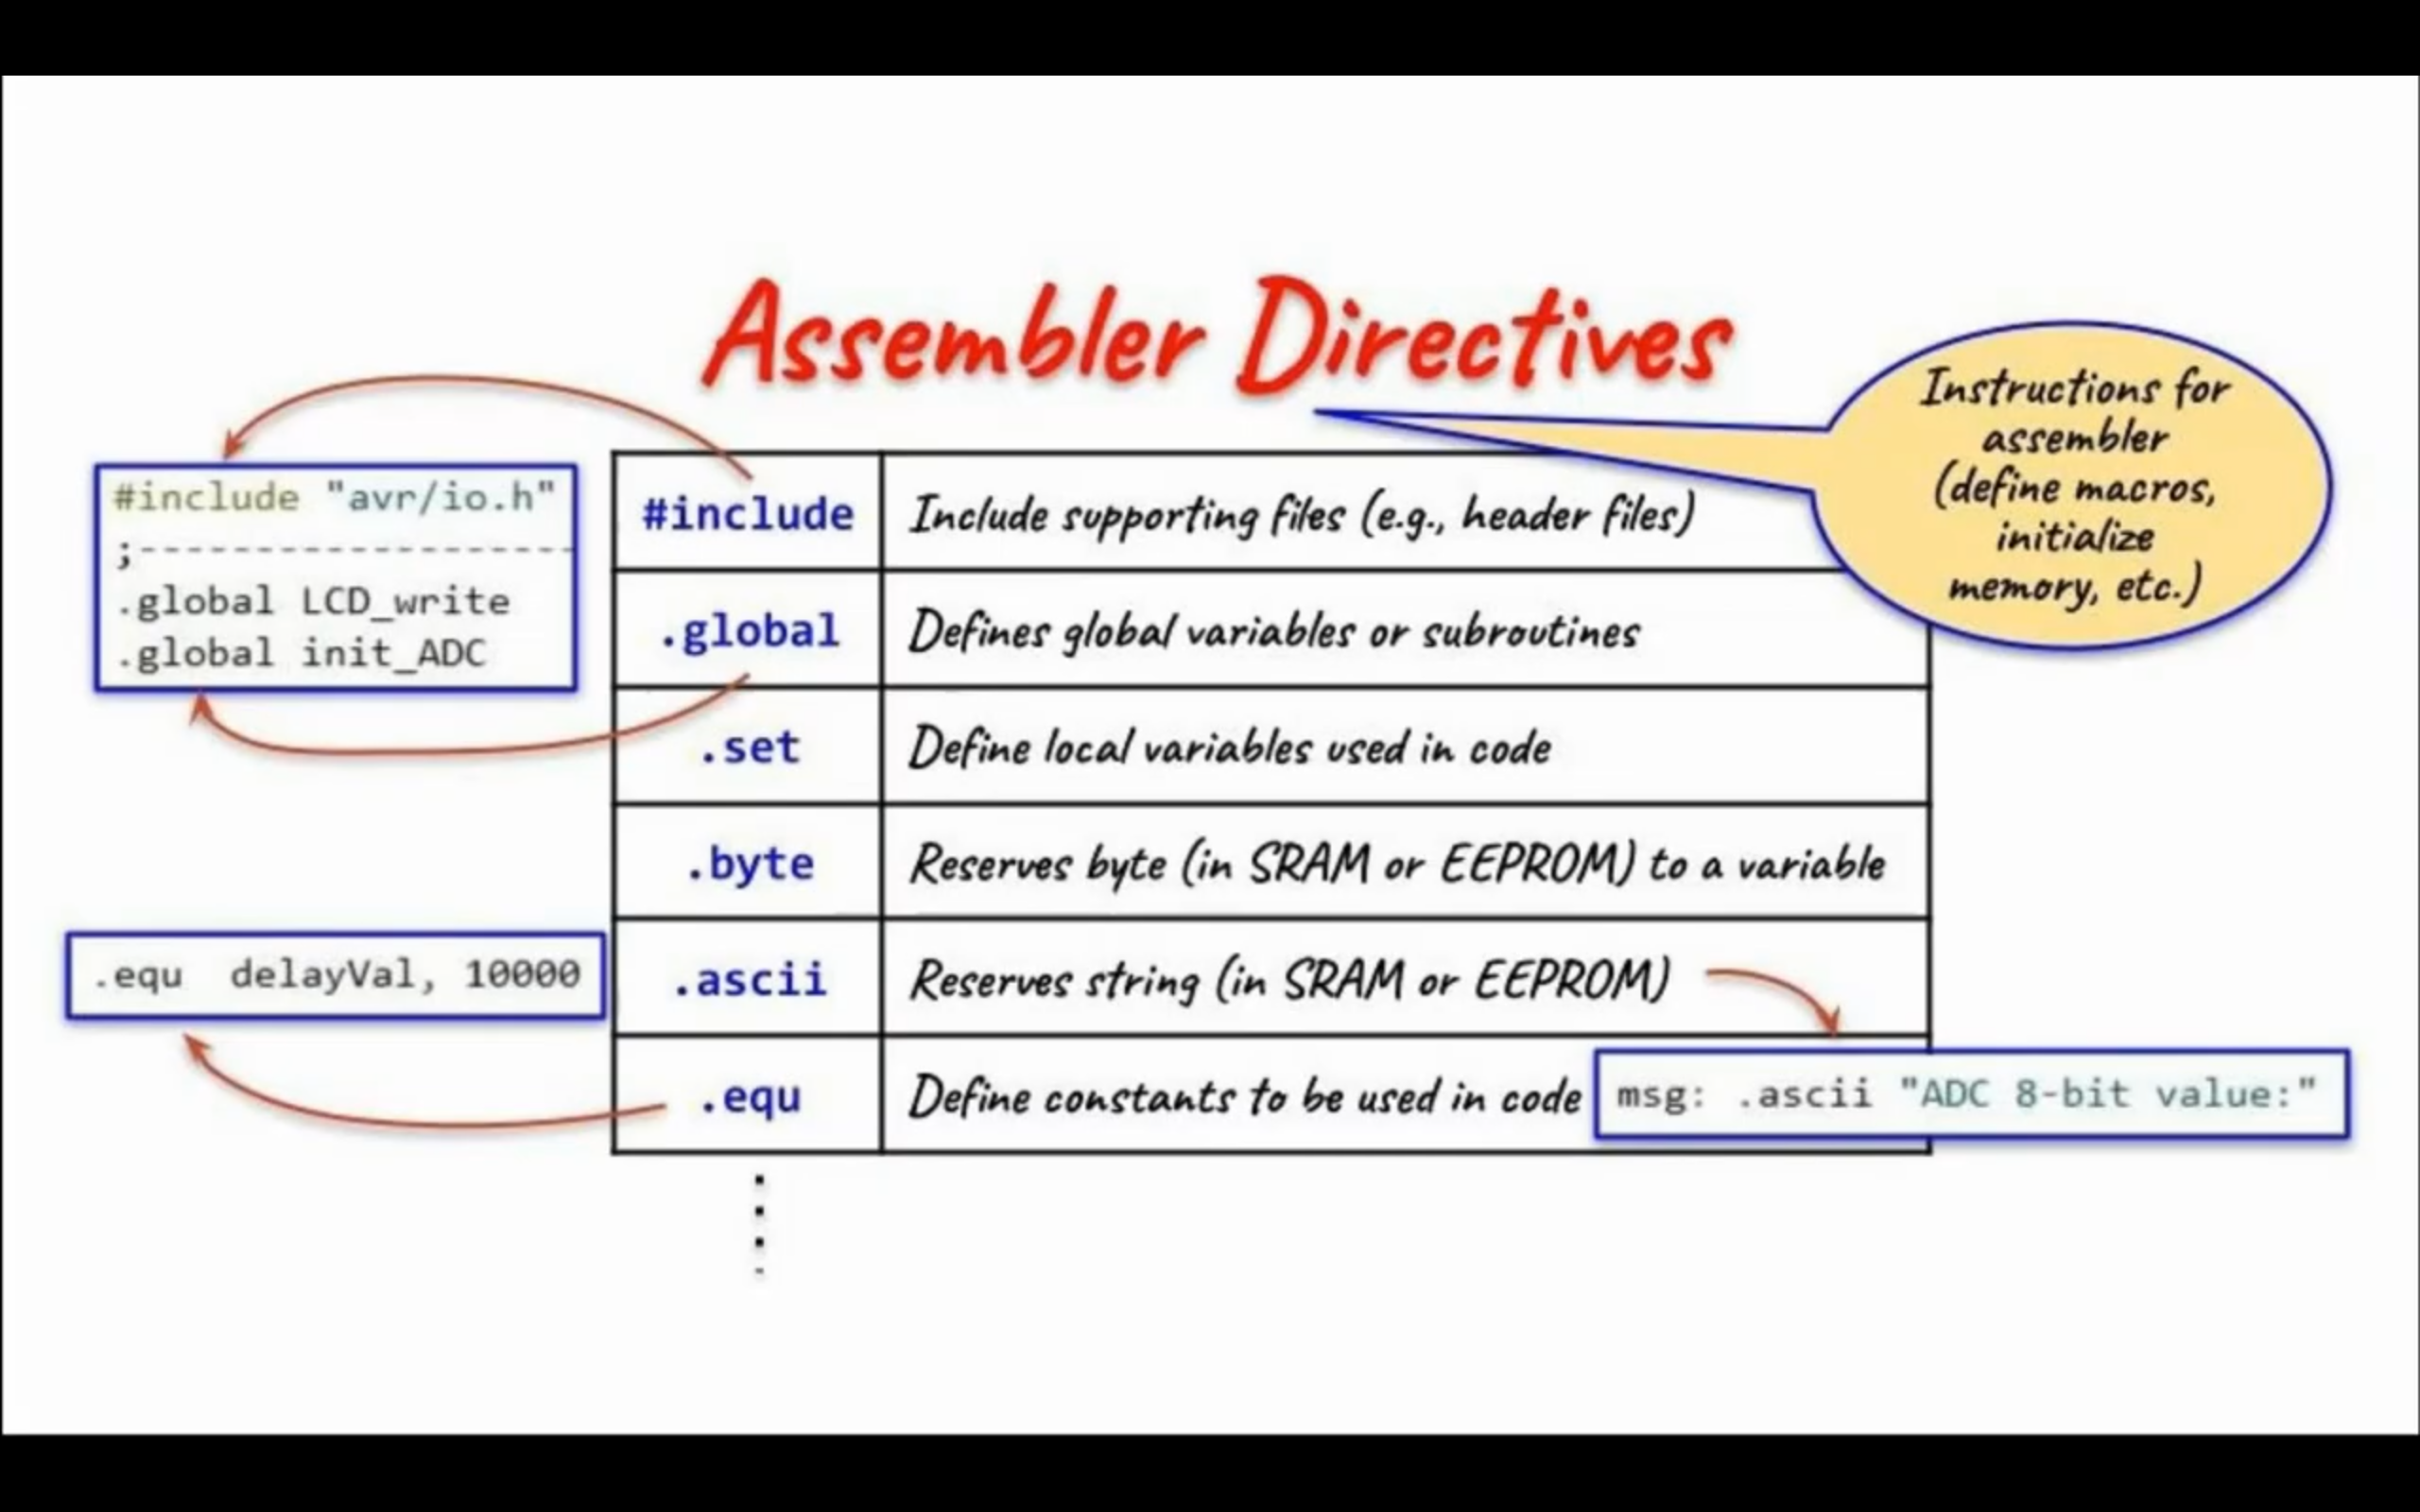 Assembler Directives
Instructions for
assembler
(define macros,
initialize
memory, etc.)
#include "avr/io.h"
;-------------------
.global LCD_write
.global init_ADC
#include Include supporting files (e.g., header files)
.global Defines global variables or subroutines
.set Define local variables used in code
.byte Reserves byte (in SRAM or EEPROM) to a variable
.ascii Reserves string (in SRAM or EEPROM)
.equ delayVal, 10000
.equ Define constants to be used in code
msg: .ascii "ADC 8-bit value:"